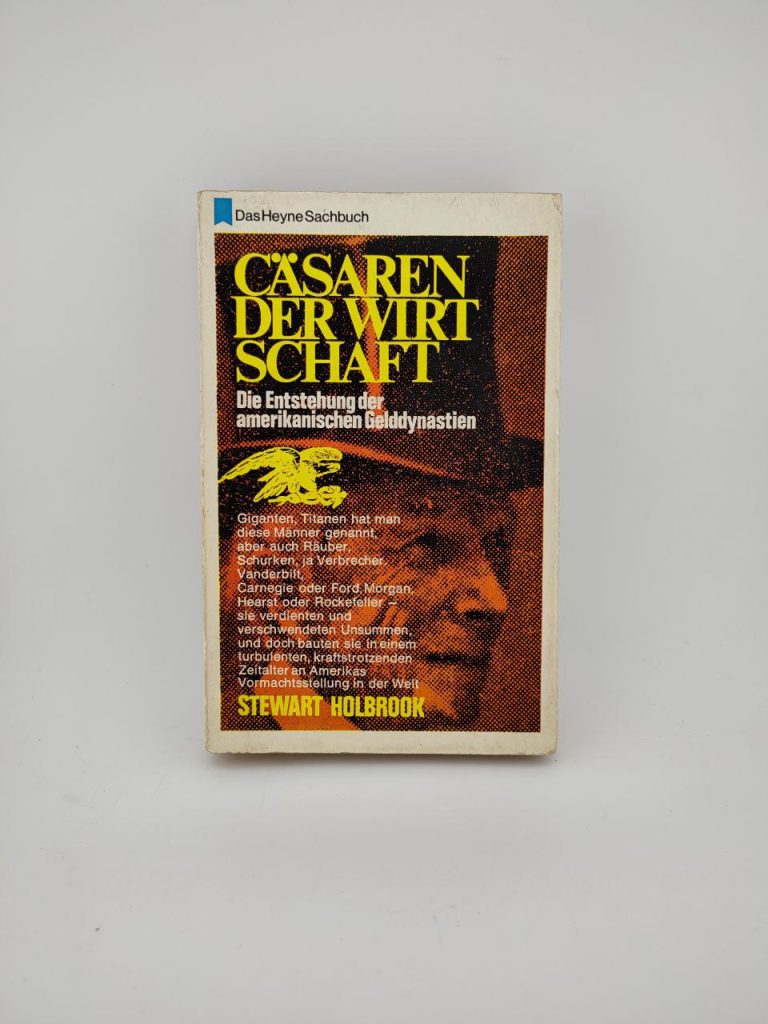 Das Heyne Sachbuch
CÄSAREN
DER WIRT
SCHAFT
Die Entstehung der
amerikanischen Gelddynastien
Giganten, Titanen hat man
diese Männer genannt,
aber auch Räuber,
Schurken, ja Verbrecher.
Vanderbilt,
Carnegie oder Ford, Morgan,
Hearst oder Rockefeller –
sie verdienten und
verschwendeten Unsummen,
und doch bauten sie in einem
turbulenten, kraftstrotzenden
Zeitalter an Amerikas
Vormachtsstellung in der Welt
STEWART HOLBROOK